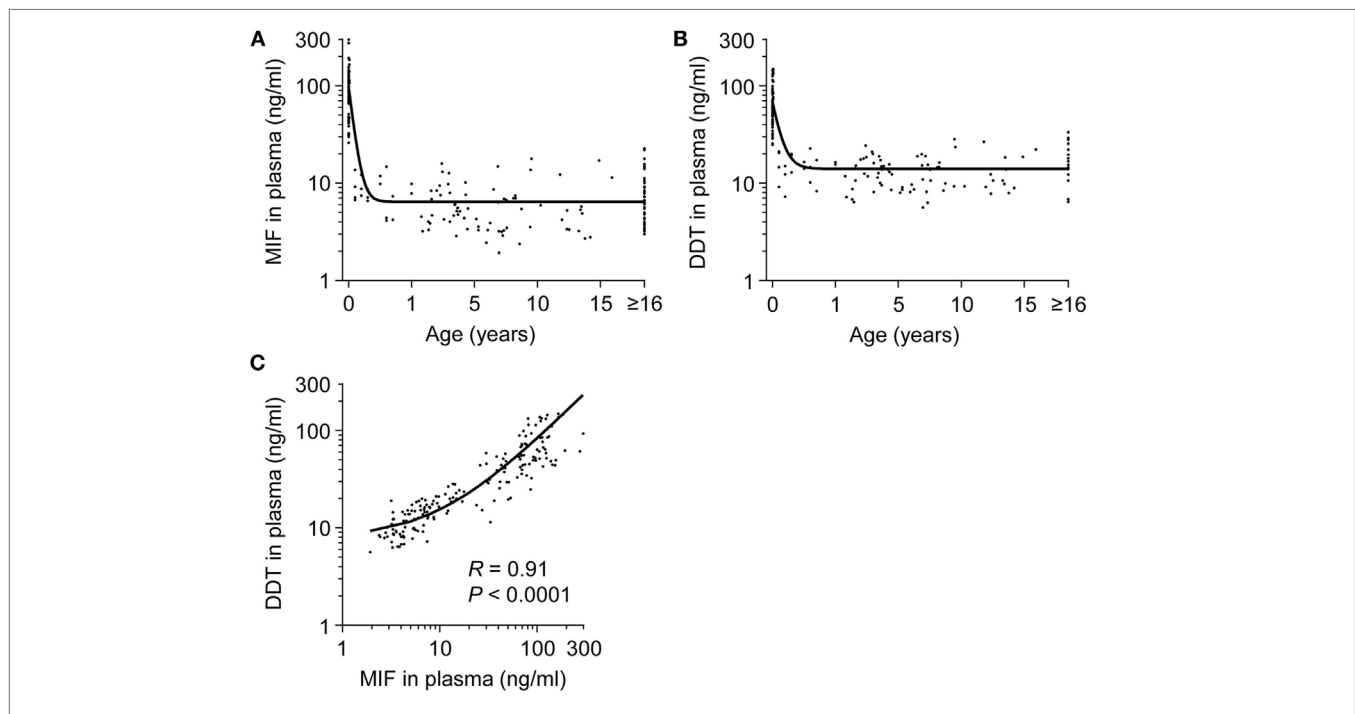 A
MIF in plasma (ng/ml)
300
100
10
1
0 1 5 10 15 ≥16
Age (years)
B
DDT in plasma (ng/ml)
300
100
10
1
0 1 5 10 15 ≥16
Age (years)
C
DDT in plasma (ng/ml)
300
100
10
1
R = 0.91
P < 0.0001
1 10 100 300
MIF in plasma (ng/ml)